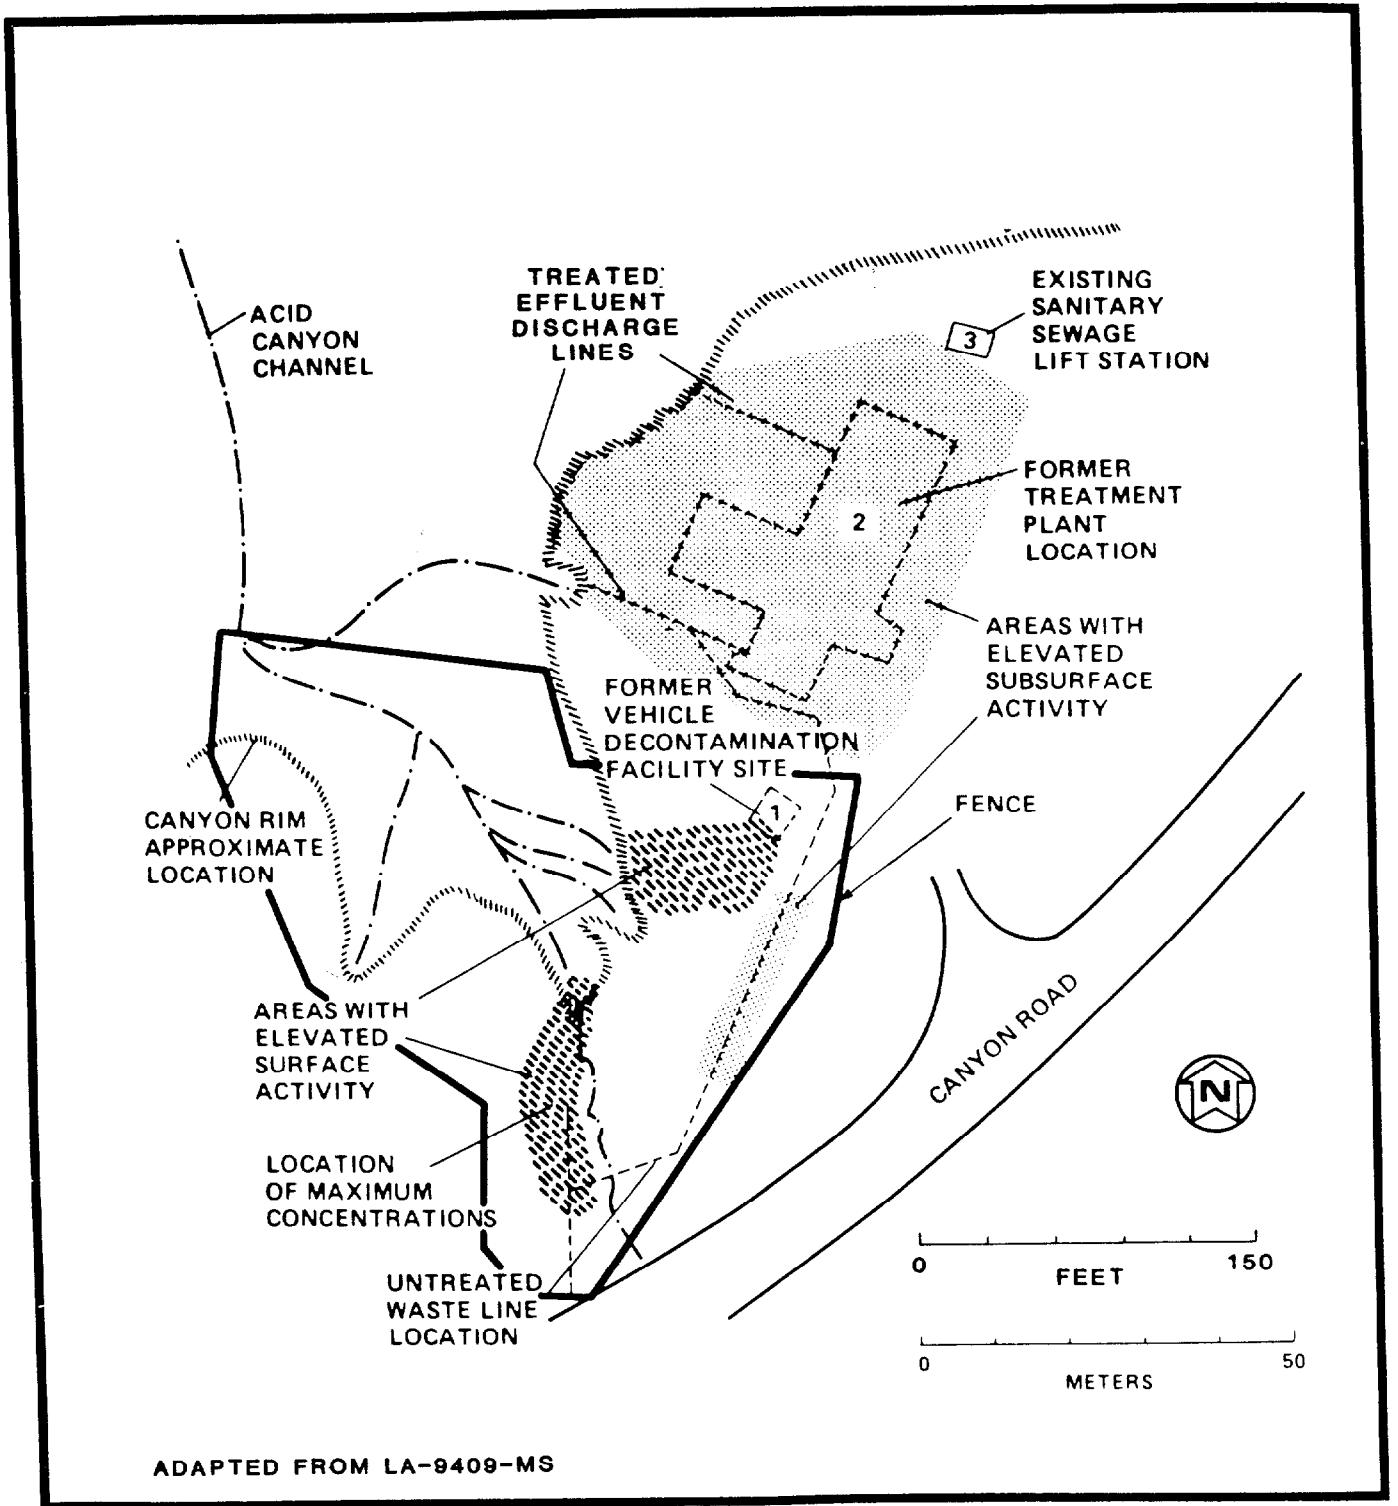 TREATED
EFFLUENT
DISCHARGE
LINES
EXISTING
SANITARY
SEWAGE
LIFT STATION
3
ACID
CANYON
CHANNEL
FORMER
TREATMENT
PLANT
LOCATION
2
AREAS WITH
ELEVATED
SUBSURFACE
ACTIVITY
FORMER
VEHICLE
DECONTAMINATION
FACILITY SITE
1
FENCE
CANYON RIM
APPROXIMATE
LOCATION
AREAS WITH
ELEVATED
SURFACE
ACTIVITY
CANYON ROAD
N
LOCATION
OF MAXIMUM
CONCENTRATIONS
UNTREATED
WASTE LINE
LOCATION
0 150
FEET
0 50
METERS
ADAPTED FROM LA-9409-MS